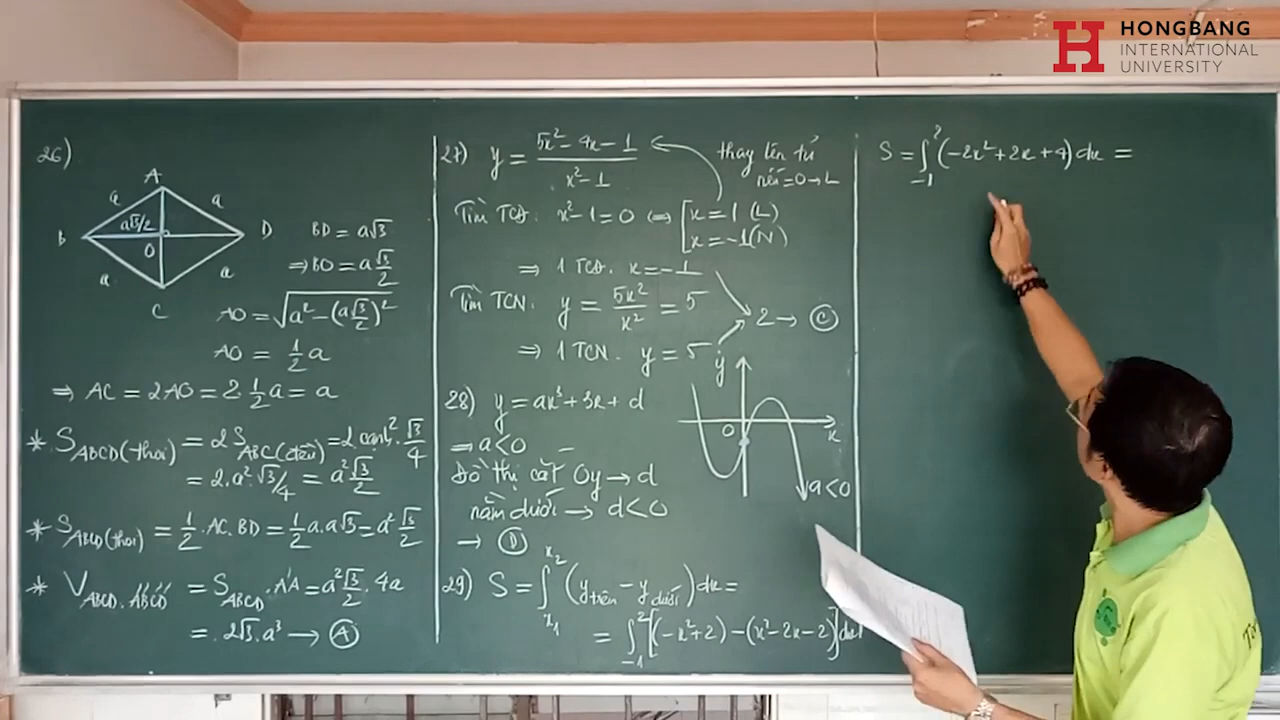 HONGBANG
INTERNATIONAL
UNIVERSITY
26)
A
a
a
a√3/2
B
D
O
a
a
C
BD = a√3
⇒ BO = a√3/2
AO = √(a² − (a√3/2)²)
AO = 1/2 a
⇒ AC = 2AO = 2 1/2 a = a
* S_ABCD(thoi) = 2 S_ABC(đều) = 2 cạnh². √3/4
= 2.a².√3/4 = a²√3/2
* S_ABCD(thoi) = 1/2 . AC. BD = 1/2 a. a√3 = a² √3/2
* V_ABCD.A'B'C'D' = S_ABCD . A'A = a²√3/2 . 4a
= 2√3. a³ → (A)
27) y = (5x² − 4x − 1)/(x² − 1)
thay lên tử
nếu = 0 → L
Tìm TCĐ: x² − 1 = 0 ⇔ [x = 1 (L)
x = −1 (N)
⇒ 1 TCĐ. x = −1
Tìm TCN. y = 5x²/x² = 5
2 → (C)
⇒ 1 TCN. y = 5
28) y = ax³ + 3x + d
⇒ a < 0
Đồ thị cắt Oy → d
nằm dưới → d < 0
→ (D)
y
O
x
a < 0
29) S = ∫_{x₁}^{x₂} (y_trên − y_dưới) dx =
= ∫_{−1}^{2} [(−x² + 2) − (x² − 2x − 2)] dx
S = ∫_{−1}^{2} (−2x² + 2x + 4) dx =